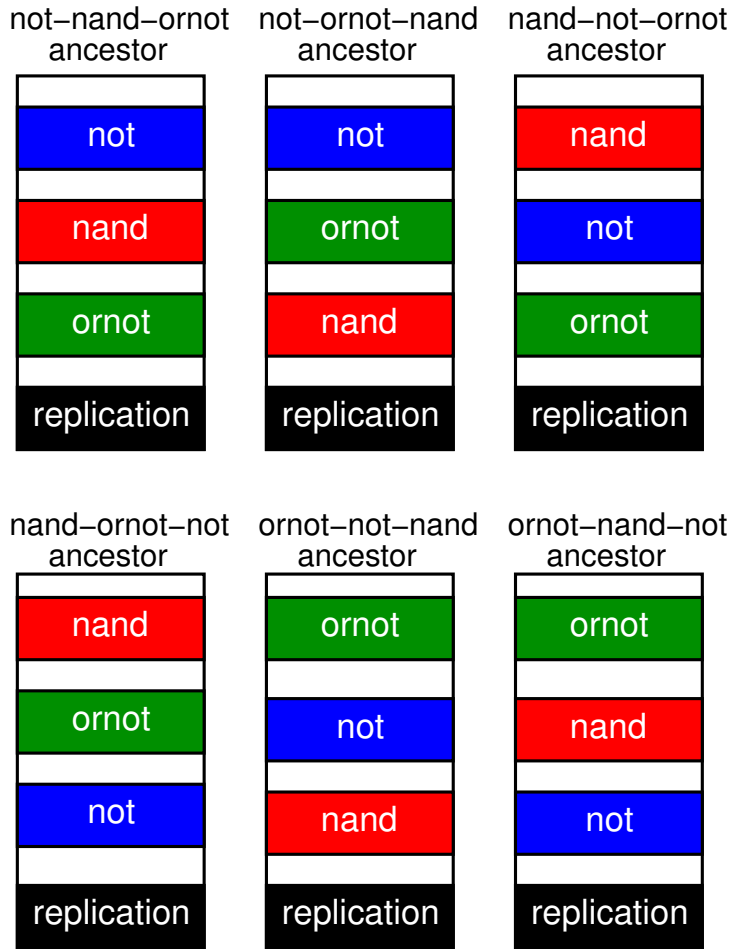 not−nand−ornot
ancestor
not
nand
ornot
replication
not−ornot−nand
ancestor
not
ornot
nand
replication
nand−not−ornot
ancestor
nand
not
ornot
replication
nand−ornot−not
ancestor
nand
ornot
not
replication
ornot−not−nand
ancestor
ornot
not
nand
replication
ornot−nand−not
ancestor
ornot
nand
not
replication